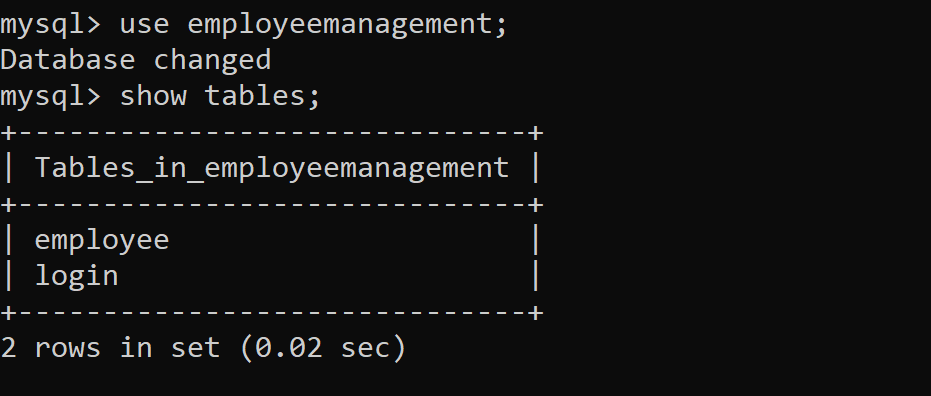 mysql> use employeemanagement;
Database changed
mysql> show tables;
+------------------------------+
| Tables_in_employeemanagement |
+------------------------------+
| employee                     |
| login                        |
+------------------------------+
2 rows in set (0.02 sec)